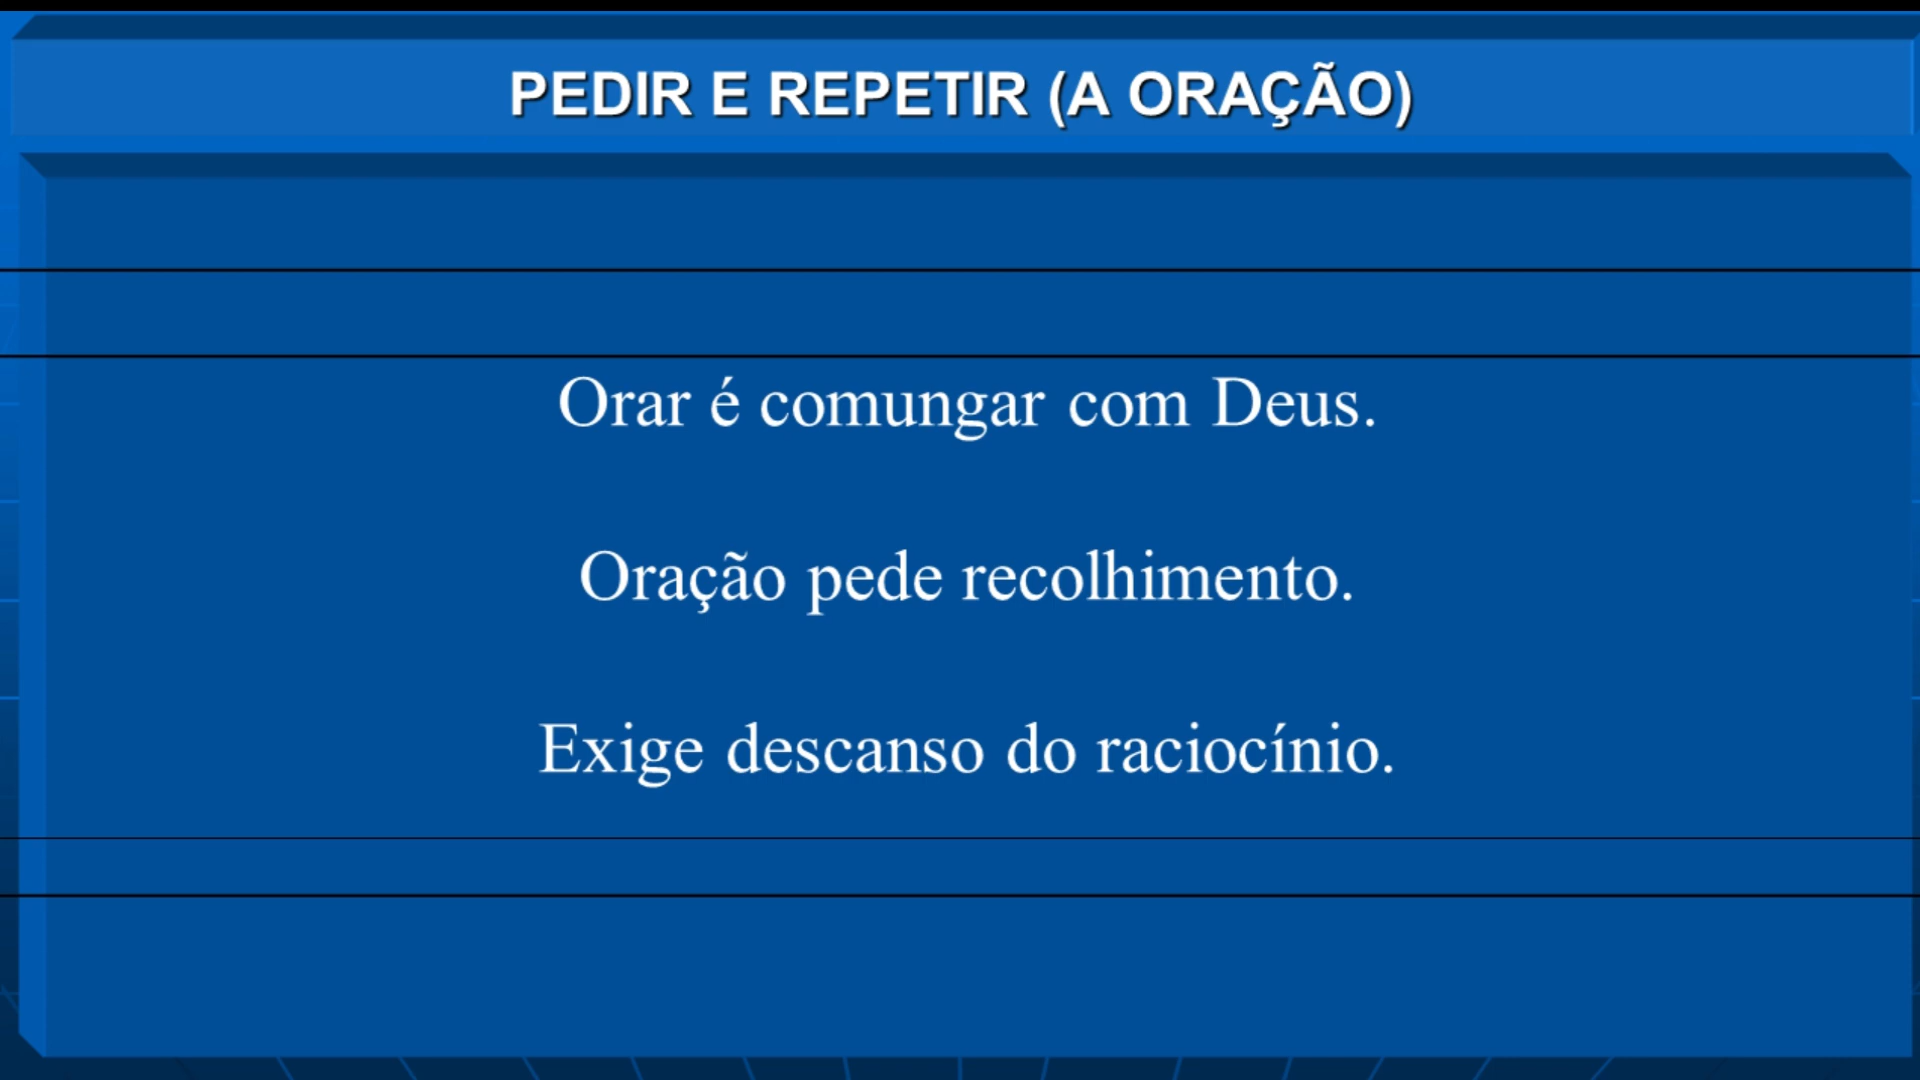 PEDIR E REPETIR (A ORAÇÃO)
Orar é comungar com Deus.
Oração pede recolhimento.
Exige descanso do raciocínio.